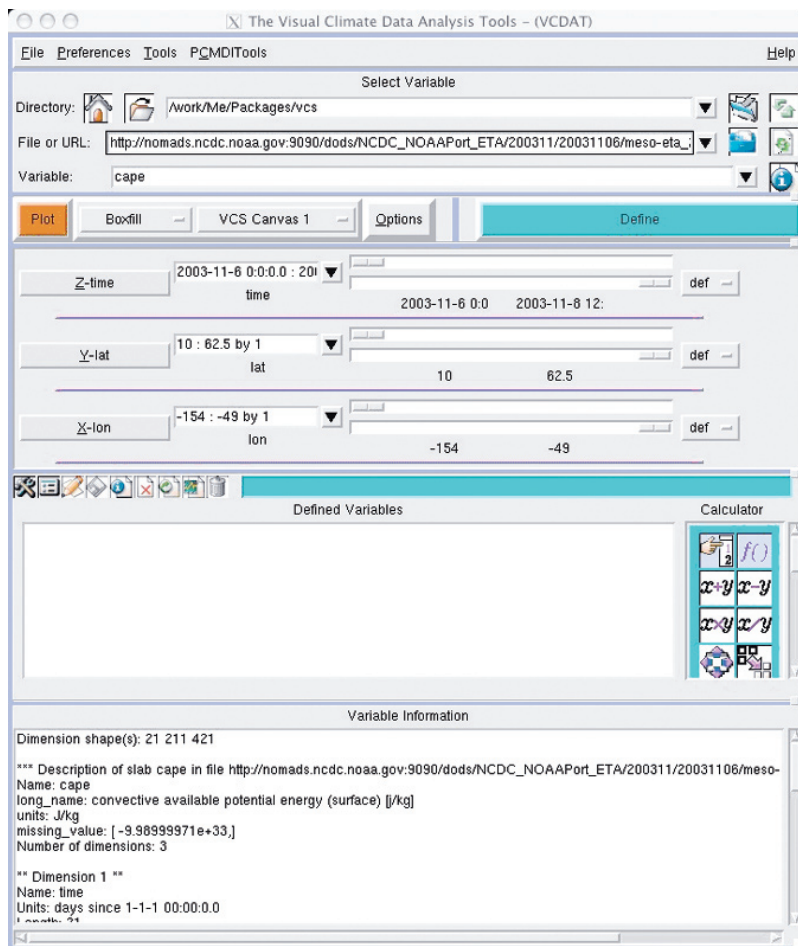 The Visual Climate Data Analysis Tools - (VCDAT)
File Preferences Tools PCMDITools Help
Select Variable
Directory: /work/Me/Packages/vcs
File or URL: http://nomads.ncdc.noaa.gov:9090/dods/NCDC_NOAAPort_ETA/200311/20031106/meso-eta_
Variable: cape
Plot Boxfill VCS Canvas 1 Options Define
Z-time 2003-11-6 0:0:0.0 : 20 def
time 2003-11-6 0:0 2003-11-8 12:
Y-lat 10 : 62.5 by 1 def
lat 10 62.5
X-lon -154 : -49 by 1 def
lon -154 -49
Defined Variables Calculator
1 2 f()
x+y x-y
x×y x/y
Variable Information
Dimension shape(s): 21 211 421
*** Description of slab cape in file http://nomads.ncdc.noaa.gov:9090/dods/NCDC_NOAAPort_ETA/200311/20031106/meso-
Name: cape
long_name: convective available potential energy (surface) [j/kg]
units: J/kg
missing_value: [ -9.98999971e+33,]
Number of dimensions: 3
** Dimension 1 **
Name: time
Units: days since 1-1-1 00:00:0.0
Length: 21